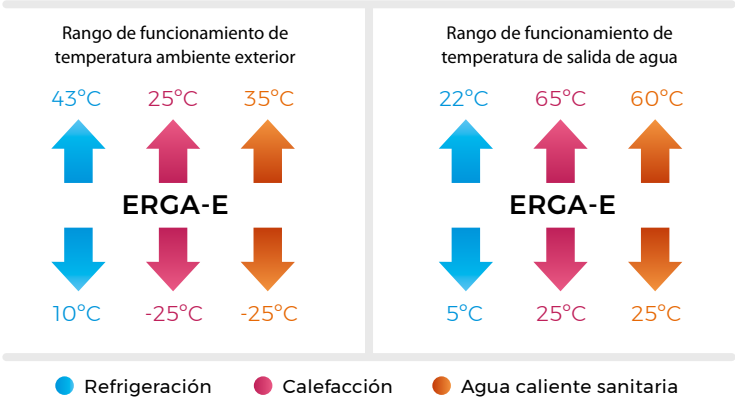 Rango de funcionamiento de
temperatura ambiente exterior
43°C 25°C 35°C
ERGA-E
10°C -25°C -25°C
Rango de funcionamiento de
temperatura de salida de agua
22°C 65°C 60°C
ERGA-E
5°C 25°C 25°C
Refrigeración Calefacción Agua caliente sanitaria